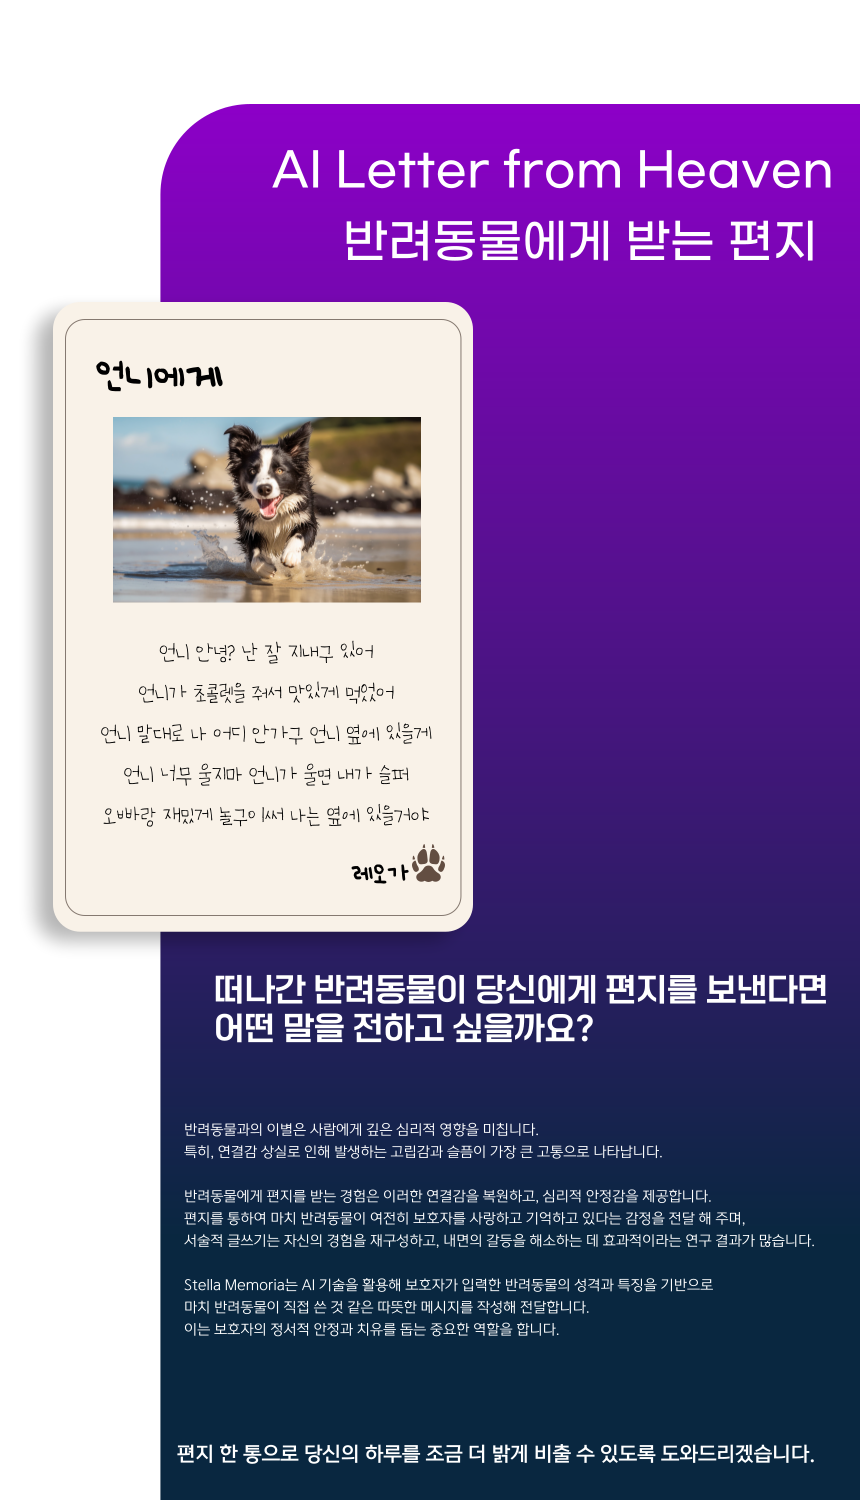 AI Letter from Heaven
반려동물에게 받는 편지
언니에게
언니 안녕? 난 잘 지내구 있어
언니가 초콜렛을 줘서 맛있게 먹었어
언니 말대로 나 어디 안가구 언니 옆에 있을게
언니 너무 울지마 언니가 울면 내가 슬퍼
오빠랑 재밌게 놀구이써 나는 옆에 있을거야
레오가
떠나간 반려동물이 당신에게 편지를 보낸다면
어떤 말을 전하고 싶을까요?
반려동물과의 이별은 사람에게 깊은 심리적 영향을 미칩니다.
특히, 연결감 상실로 인해 발생하는 고립감과 슬픔이 가장 큰 고통으로 나타납니다.
반려동물에게 편지를 받는 경험은 이러한 연결감을 복원하고, 심리적 안정감을 제공합니다.
편지를 통하여 마치 반려동물이 여전히 보호자를 사랑하고 기억하고 있다는 감정을 전달 해 주며,
서술적 글쓰기는 자신의 경험을 재구성하고, 내면의 갈등을 해소하는 데 효과적이라는 연구 결과가 많습니다.
Stella Memoria는 AI 기술을 활용해 보호자가 입력한 반려동물의 성격과 특징을 기반으로
마치 반려동물이 직접 쓴 것 같은 따뜻한 메시지를 작성해 전달합니다.
이는 보호자의 정서적 안정과 치유를 돕는 중요한 역할을 합니다.
편지 한 통으로 당신의 하루를 조금 더 밝게 비출 수 있도록 도와드리겠습니다.